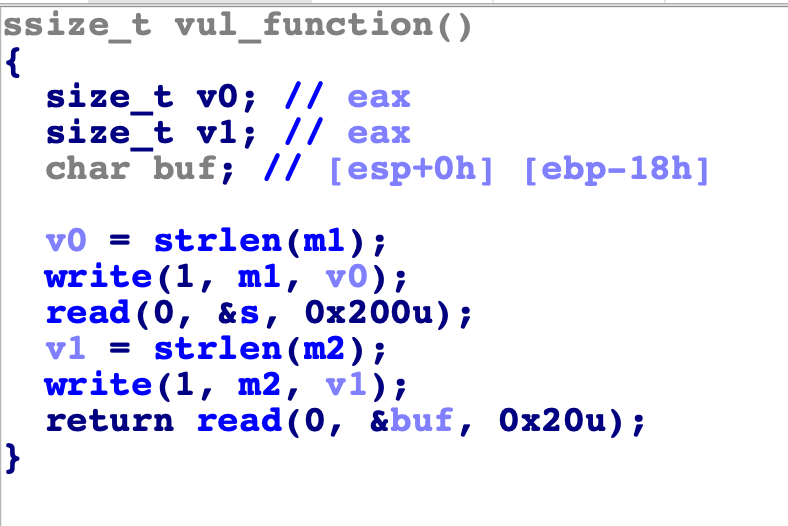 ssize_t vul_function()
{
size_t v0; // eax
size_t v1; // eax
char buf; // [esp+0h] [ebp-18h]
v0 = strlen(m1);
write(1, m1, v0);
read(0, &s, 0x200u);
v1 = strlen(m2);
write(1, m2, v1);
return read(0, &buf, 0x20u);
}